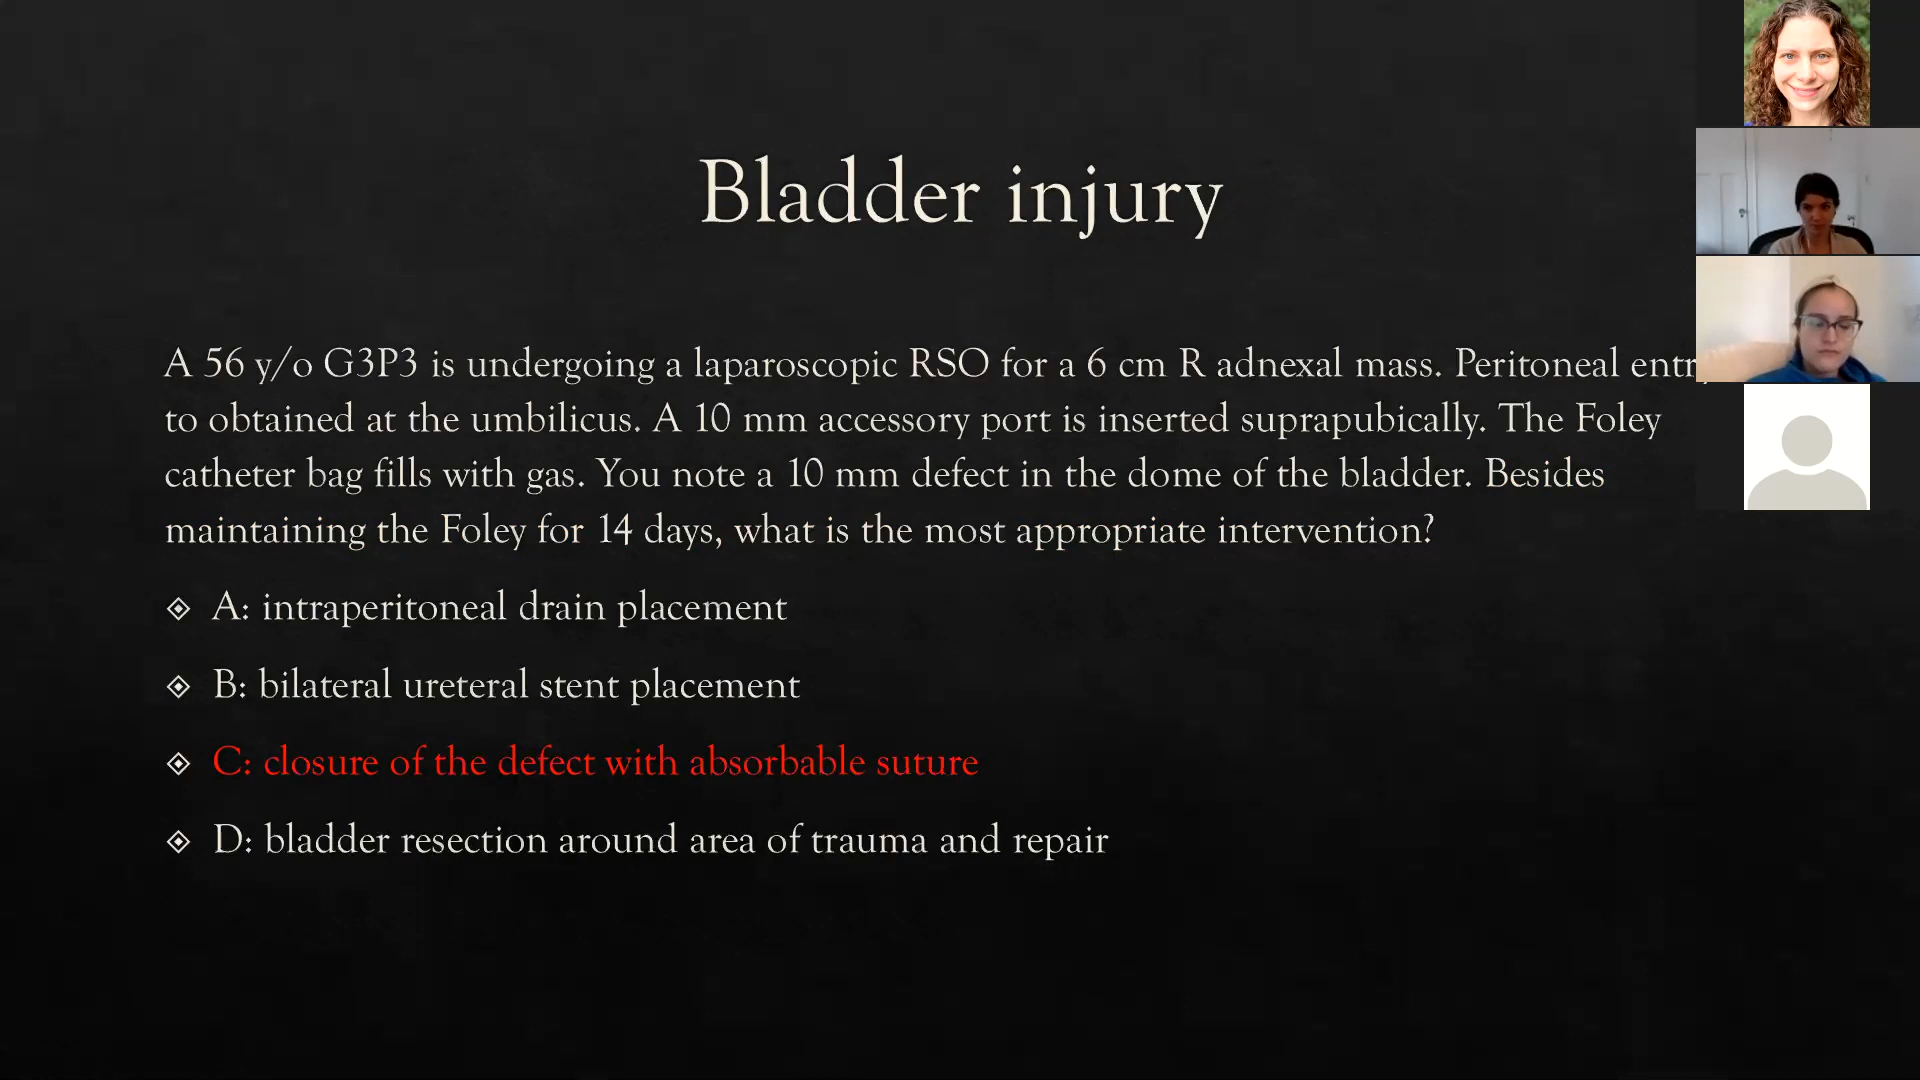 Bladder injury
A 56 y/o G3P3 is undergoing a laparoscopic RSO for a 6 cm R adnexal mass. Peritoneal
to obtained at the umbilicus. A 10 mm accessory port is inserted suprapubically. The Foley
catheter bag fills with gas. You note a 10 mm defect in the dome of the bladder. Besides
maintaining the Foley for 14 days, what is the most appropriate intervention?
A: intraperitoneal drain placement
B: bilateral ureteral stent placement
C: closure of the defect with absorbable suture
D: bladder resection around area of trauma and repair